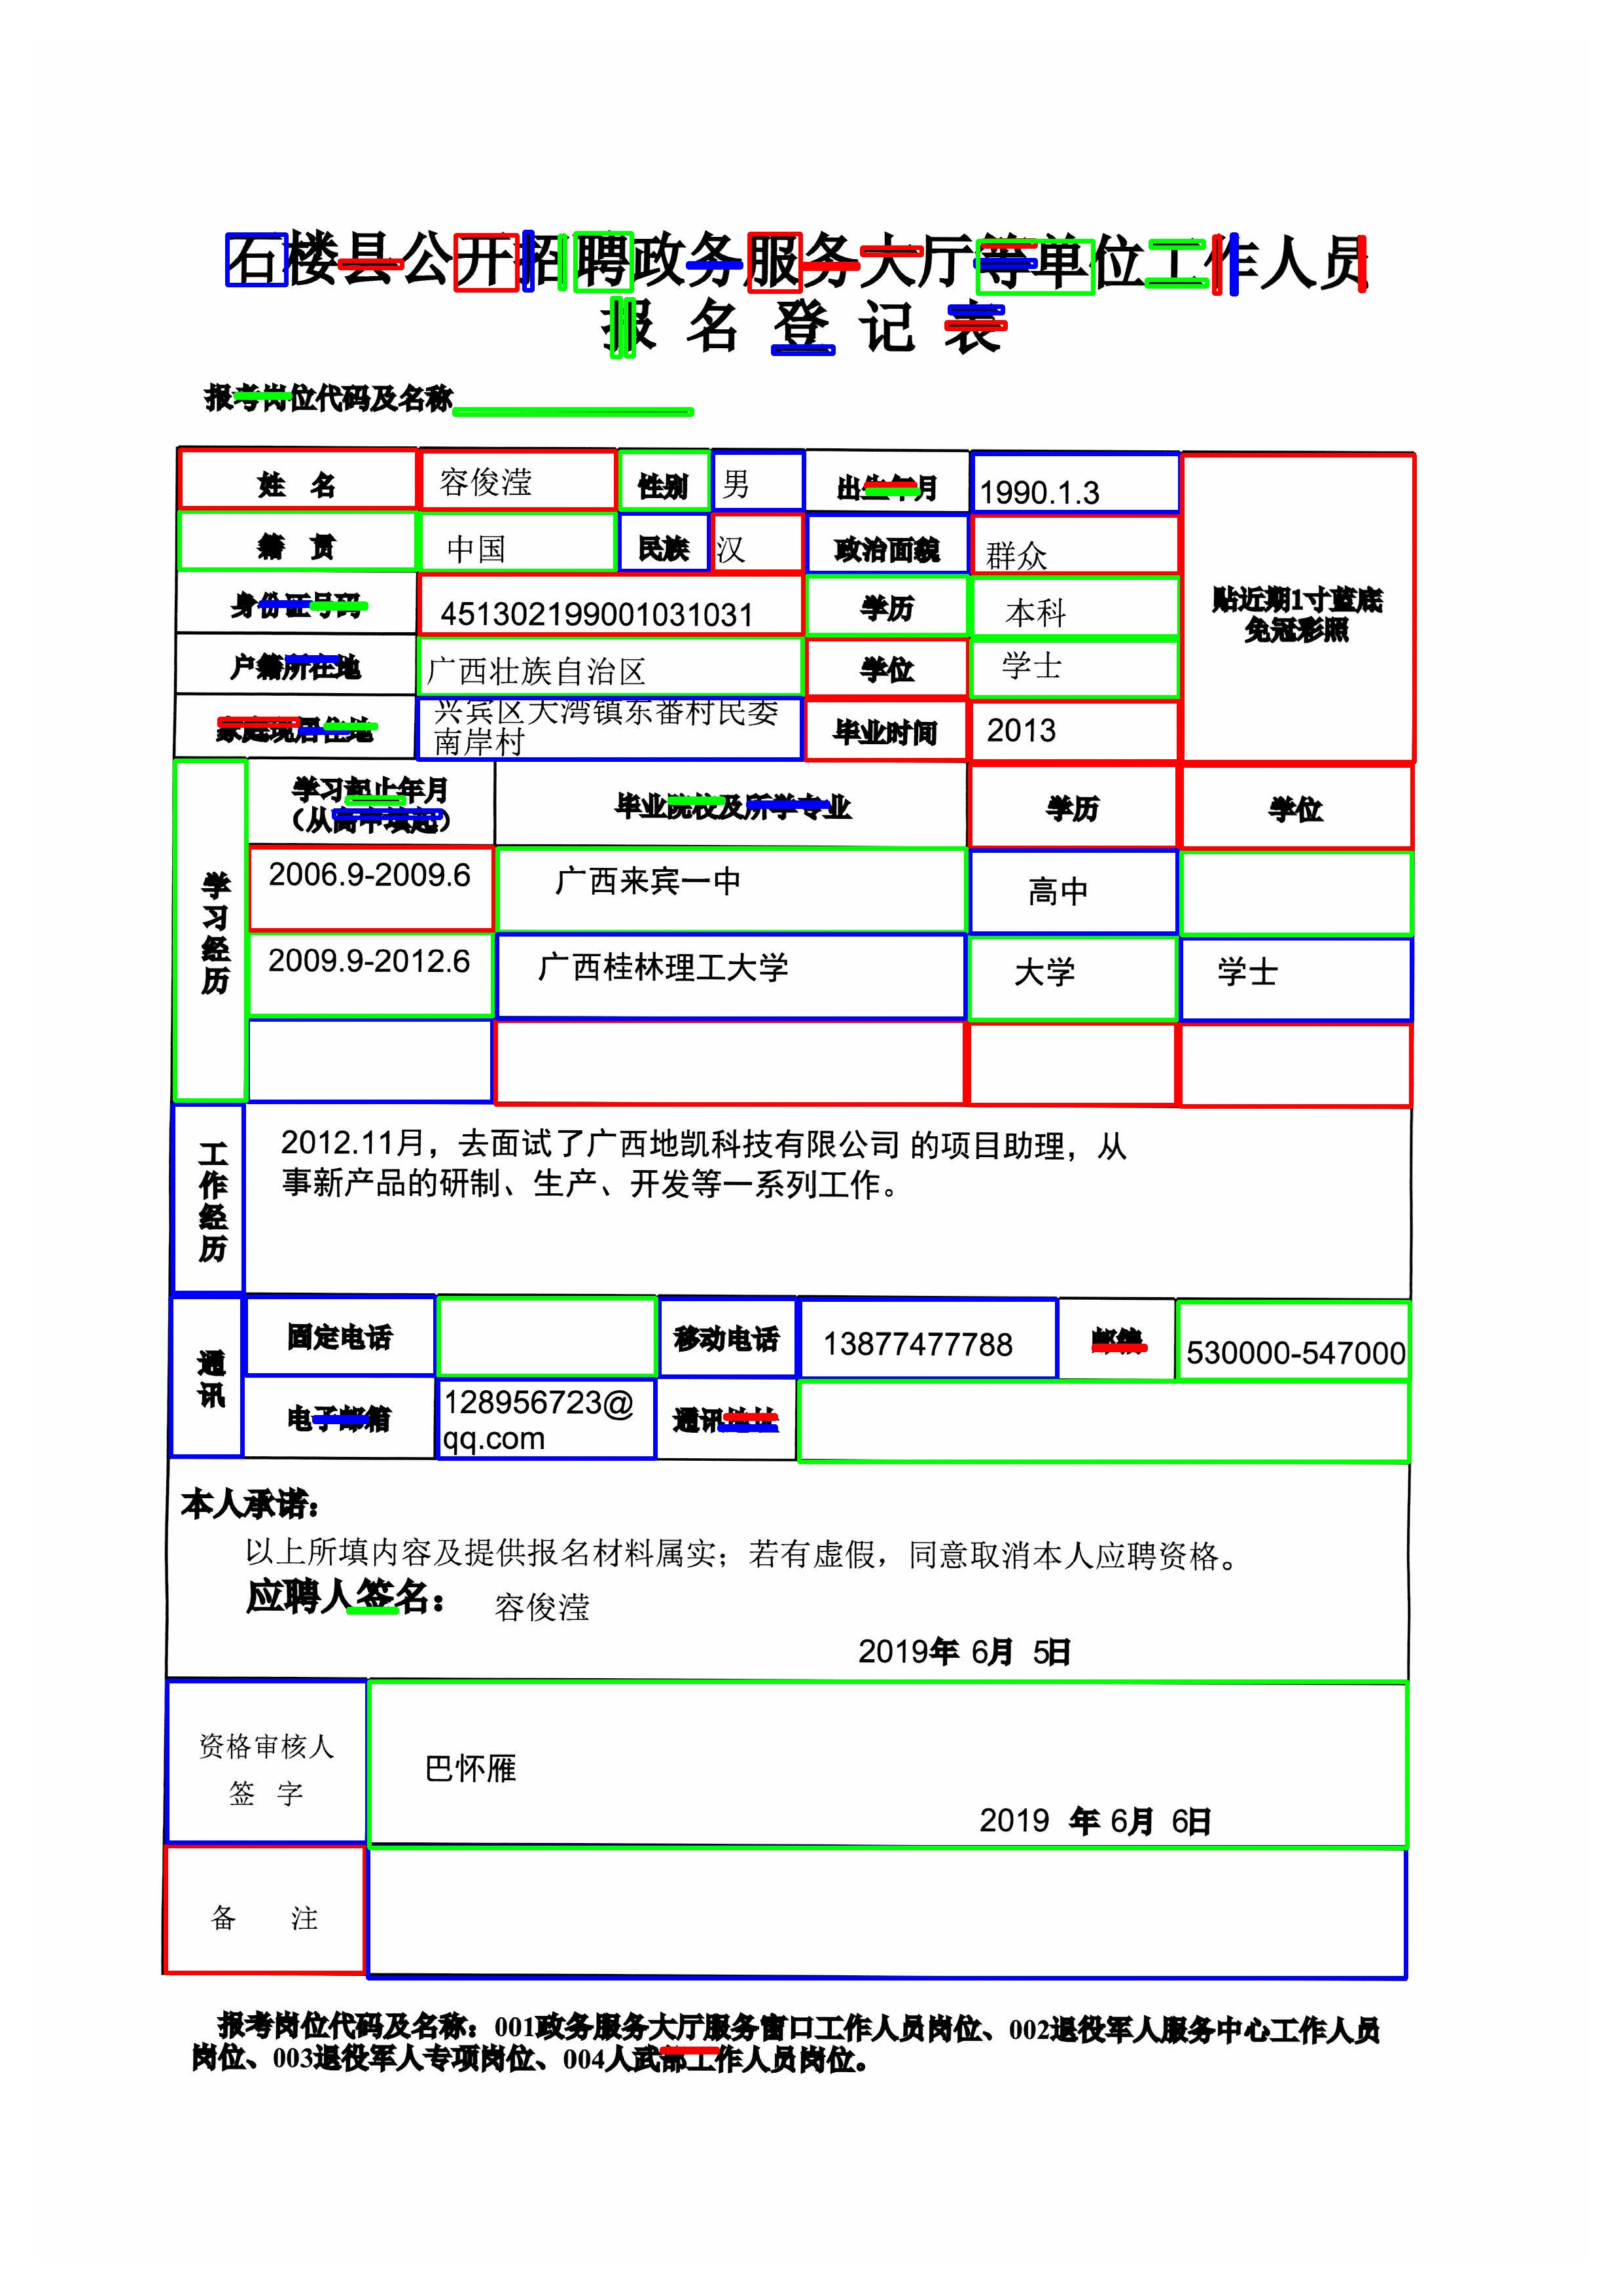 石楼县公开招聘政务服务大厅等单位工作人员
报 名 登 记 表
报考岗位代码及名称
姓 名 容俊滢 性别 男 出生年月 1990.1.3
籍 贯 中国 民族 汉 政治面貌 群众
贴近期1寸蓝底
免冠彩照
身份证号码 451302199001031031 学历 本科
户籍所在地 广西壮族自治区 学位 学士
家庭现居住地 兴宾区大湾镇东番村民委
南岸村
毕业时间 2013
学习经历
学习起止年月
(从高中填起)
毕业院校及所学专业 学历 学位
2006.9-2009.6 广西来宾一中 高中
2009.9-2012.6 广西桂林理工大学 大学 学士
工作经历
2012.11月，去面试了广西地凯科技有限公司 的项目助理，从
事新产品的研制、生产、开发等一系列工作。
通讯
固定电话 移动电话 13877477788 邮编 530000-547000
电子邮箱 128956723@
qq.com
通讯地址
本人承诺：
以上所填内容及提供报名材料属实；若有虚假，同意取消本人应聘资格。
应聘人签名： 容俊滢
2019年 6月 5日
资格审核人
签 字
巴怀雁
2019 年 6月 6日
备 注
报考岗位代码及名称：001政务服务大厅服务窗口工作人员岗位、002退役军人服务中心工作人员
岗位、003退役军人专项岗位、004人武部工作人员岗位。